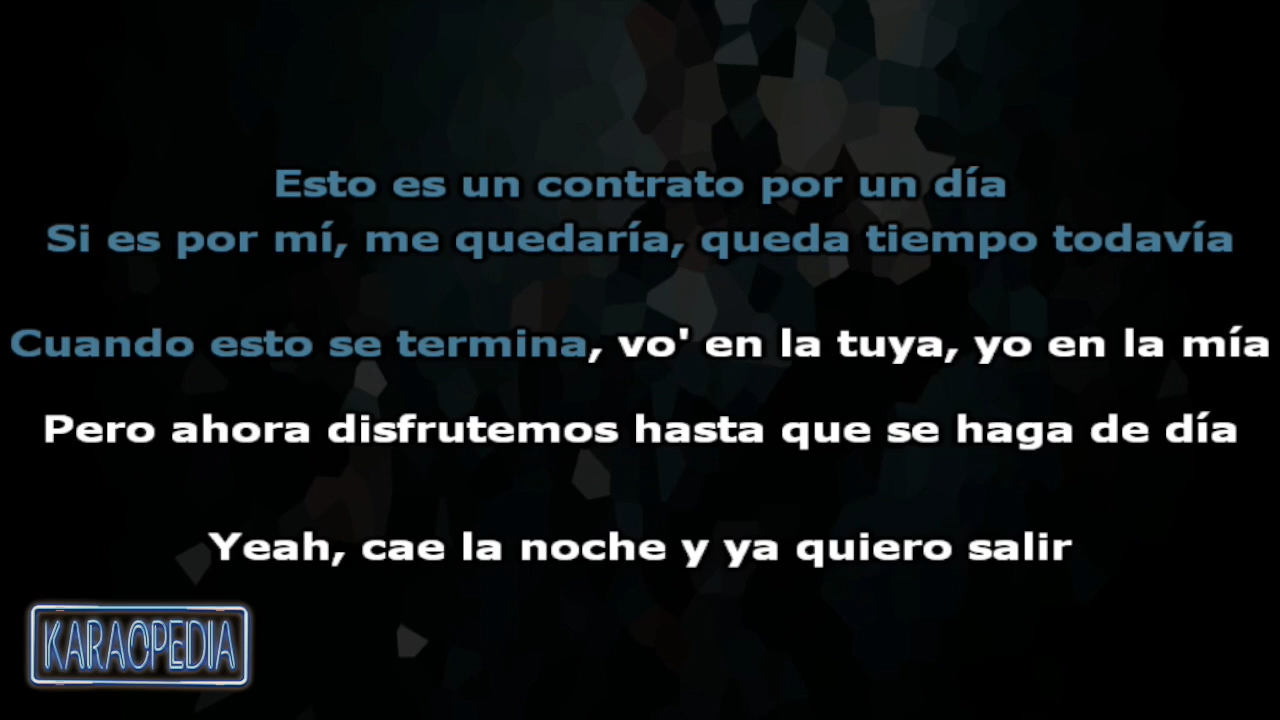 Esto es un contrato por un día
Si es por mí, me quedaría, queda tiempo todavía
Cuando esto se termina, vo' en la tuya, yo en la mía
Pero ahora disfrutemos hasta que se haga de día
Yeah, cae la noche y ya quiero salir
KARAOPEDIA